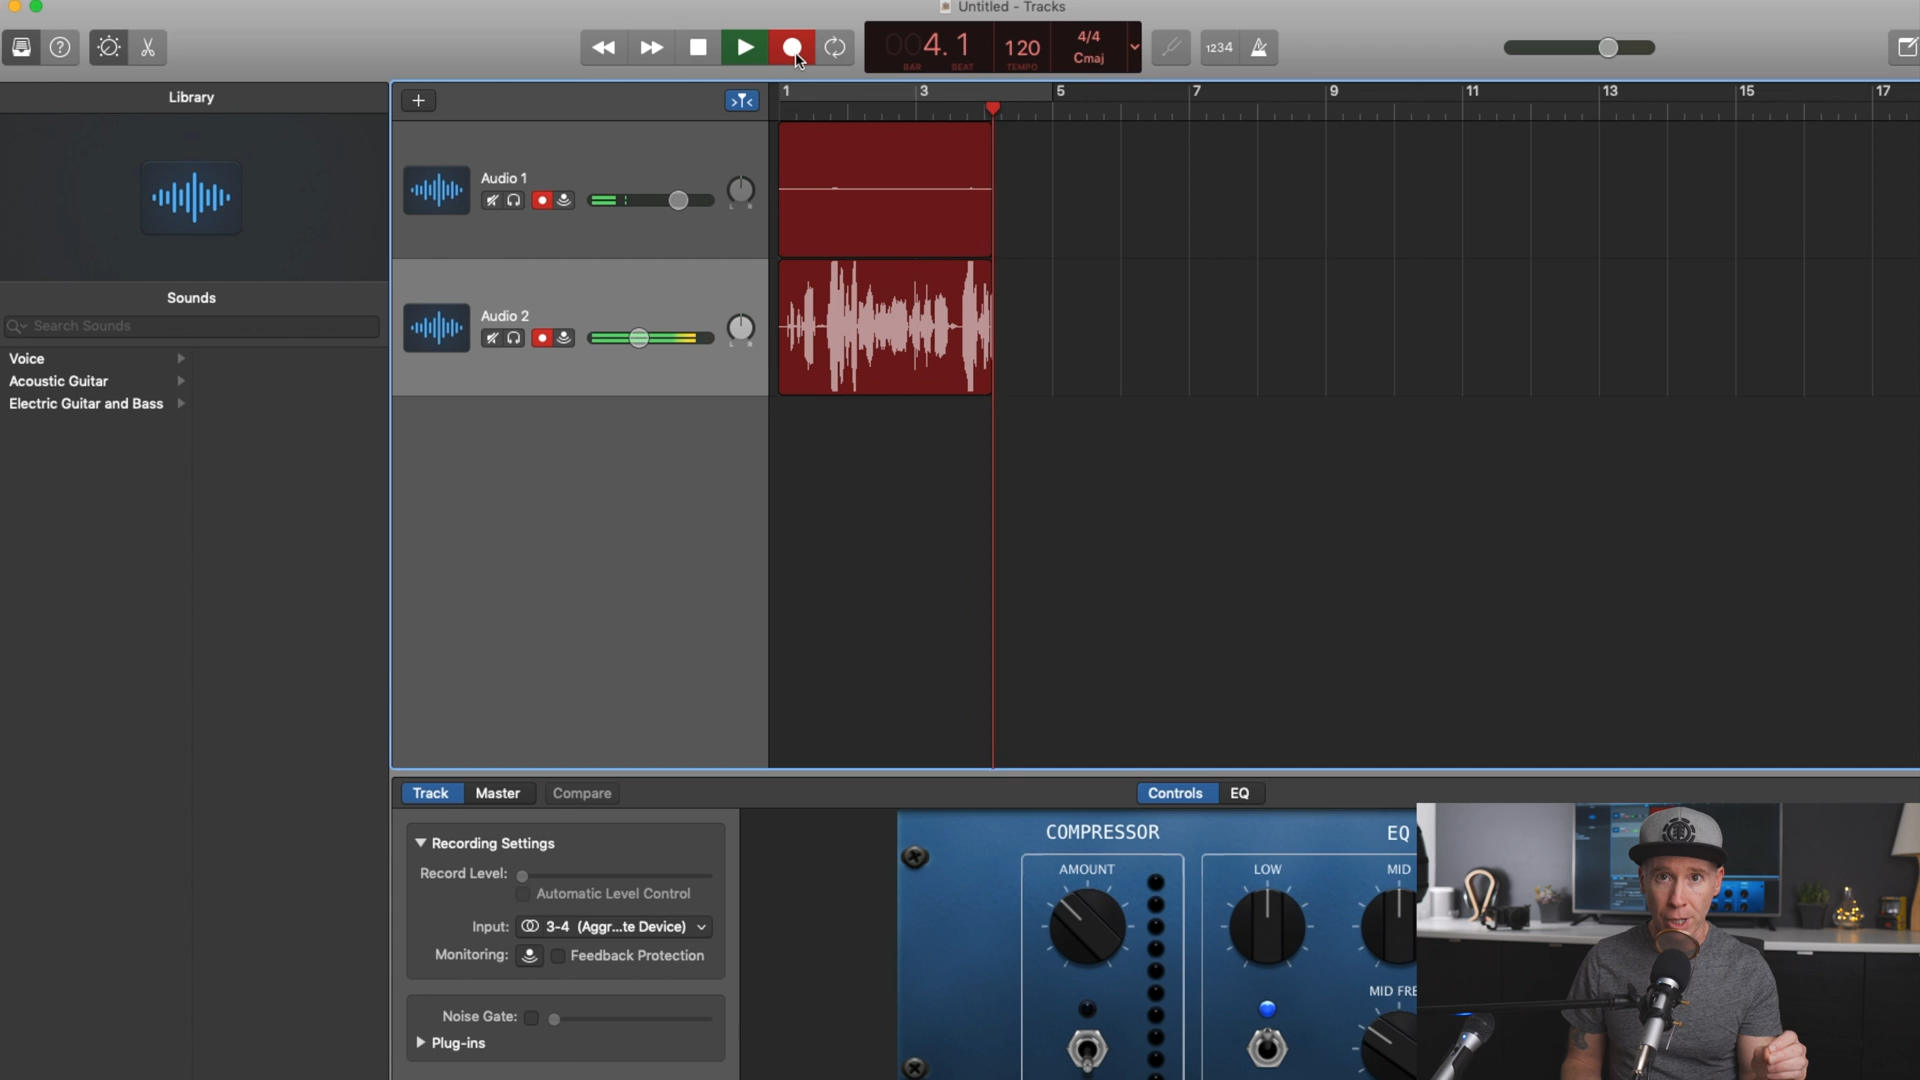 Untitled - Tracks
004. 1
BAR
BEAT
120
TEMPO
4/4
Cmaj
1234
Library
1
3
5
7
9
11
13
15
17
Audio 1
L R
Sounds
Search Sounds
Audio 2
L R
Voice
Acoustic Guitar
Electric Guitar and Bass
Track
Master
Compare
Controls
EQ
Recording Settings
Record Level:
Automatic Level Control
Input:
3-4 (Aggr...te Device)
Monitoring:
Feedback Protection
Noise Gate:
Plug-ins
COMPRESSOR
AMOUNT
EQ
LOW
MID
MID FRE